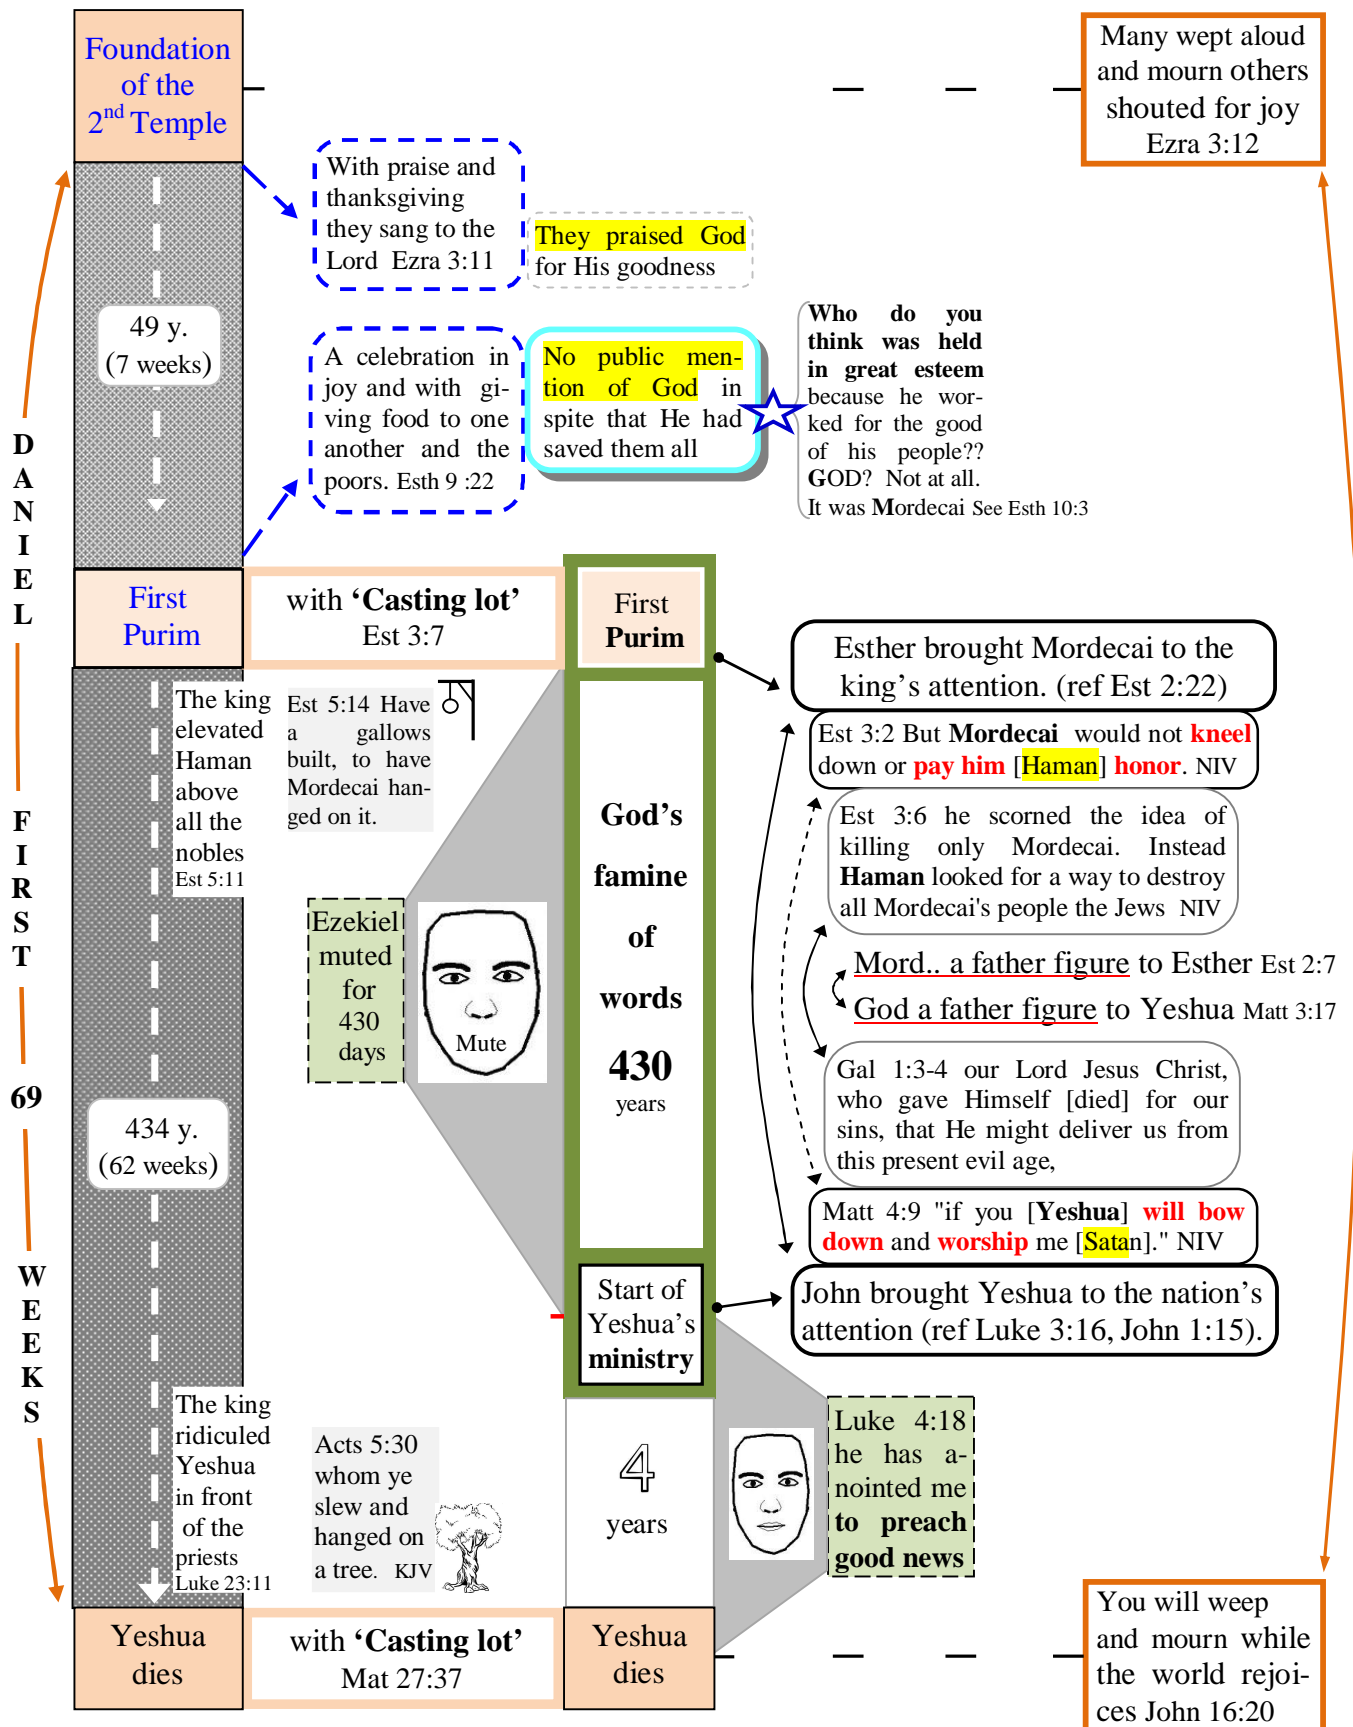 Foundation
of the
2nd Temple
Many wept aloud
and mourn others
shouted for joy
Ezra 3:12
With praise and
thanksgiving
they sang to the
Lord Ezra 3:11
They praised God
for His goodness
49 y.
(7 weeks)
A celebration in
joy and with gi-
ving food to one
another and the
poors. Esth 9 :22
No public men-
tion of God in
spite that He had
saved them all
Who do you
think was held
in great esteem
because he wor-
ked for the good
of his people??
GOD? Not at all.
It was Mordecai See Esth 10:3
DANIEL FIRST 69 WEEKS
First
Purim
with ‘Casting lot’
Est 3:7
First
Purim
The king
elevated
Haman
above
all the
nobles
Est 5:11
Est 5:14 Have
a gallows
built, to have
Mordecai han-
ged on it.
God’s
famine
of
words
430
years
Ezekiel
muted
for
430
days
Mute
Esther brought Mordecai to the
king’s attention. (ref Est 2:22)
Est 3:2 But Mordecai would not kneel
down or pay him [Haman] honor. NIV
Est 3:6 he scorned the idea of
killing only Mordecai. Instead
Haman looked for a way to destroy
all Mordecai's people the Jews NIV
Mord.. a father figure to Esther Est 2:7
God a father figure to Yeshua Matt 3:17
Gal 1:3-4 our Lord Jesus Christ,
who gave Himself [died] for our
sins, that He might deliver us from
this present evil age,
Matt 4:9 "if you [Yeshua] will bow
down and worship me [Satan]." NIV
John brought Yeshua to the nation’s
attention (ref Luke 3:16, John 1:15).
434 y.
(62 weeks)
Start of
Yeshua’s
ministry
The king
ridiculed
Yeshua
in front
of the
priests
Luke 23:11
Acts 5:30
whom ye
slew and
hanged on
a tree. KJV
4
years
Luke 4:18
he has a-
nointed me
to preach
good news
Yeshua
dies
with ‘Casting lot’
Mat 27:37
Yeshua
dies
You will weep
and mourn while
the world rejoi-
ces John 16:20